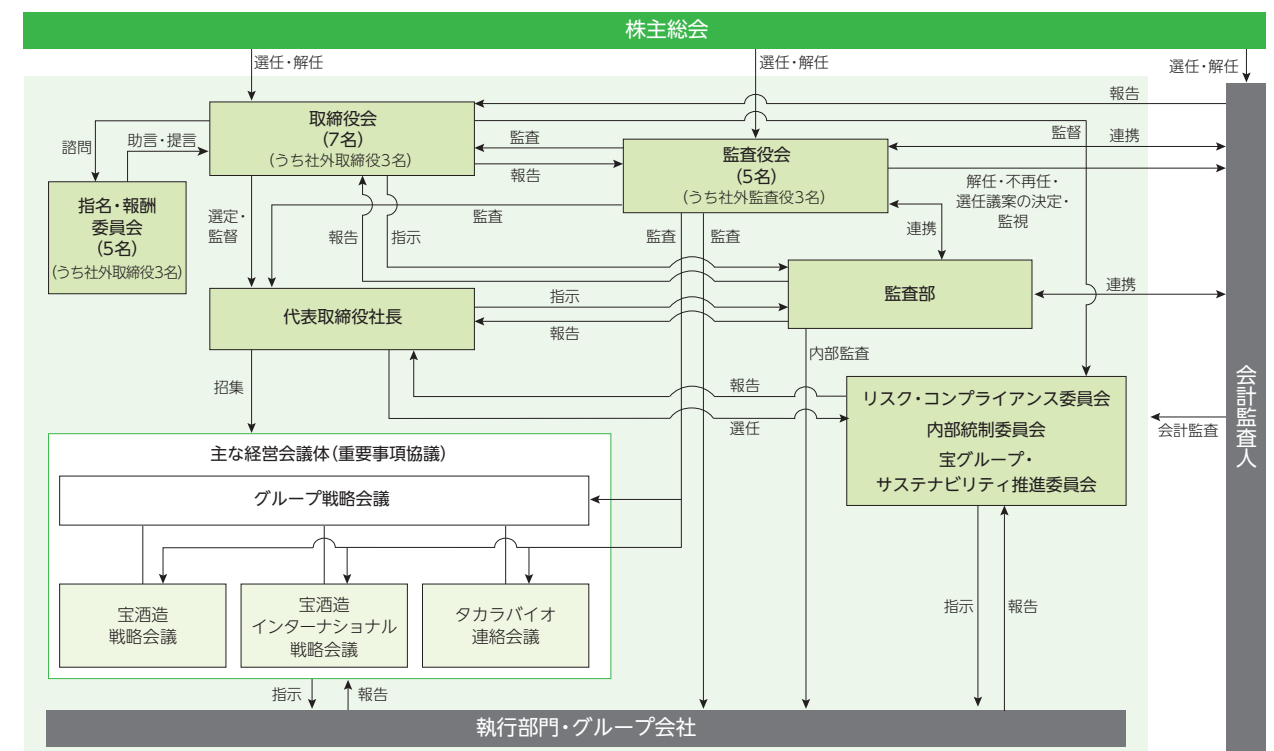 株主総会
選任・解任
選任・解任
選任・解任
報告
取締役会
(7名)
(うち社外取締役3名)
監査
報告
監査役会
(5名)
(うち社外監査役3名)
監督
連携
諮問
助言・提言
解任・不再任・
選任議案の決定・
監視
指名・報酬
委員会
(5名)
(うち社外取締役3名)
選定・
監督
報告
指示
監査
監査
監査
連携
監査部
連携
代表取締役社長
指示
報告
内部監査
招集
報告
選任
リスク・コンプライアンス委員会
内部統制委員会
宝グループ・
サステナビリティ推進委員会
会計監査
会計監査人
主な経営会議体(重要事項協議)
グループ戦略会議
宝酒造
戦略会議
宝酒造
インターナショナル
戦略会議
タカラバイオ
連絡会議
指示
報告
指示
報告
執行部門・グループ会社